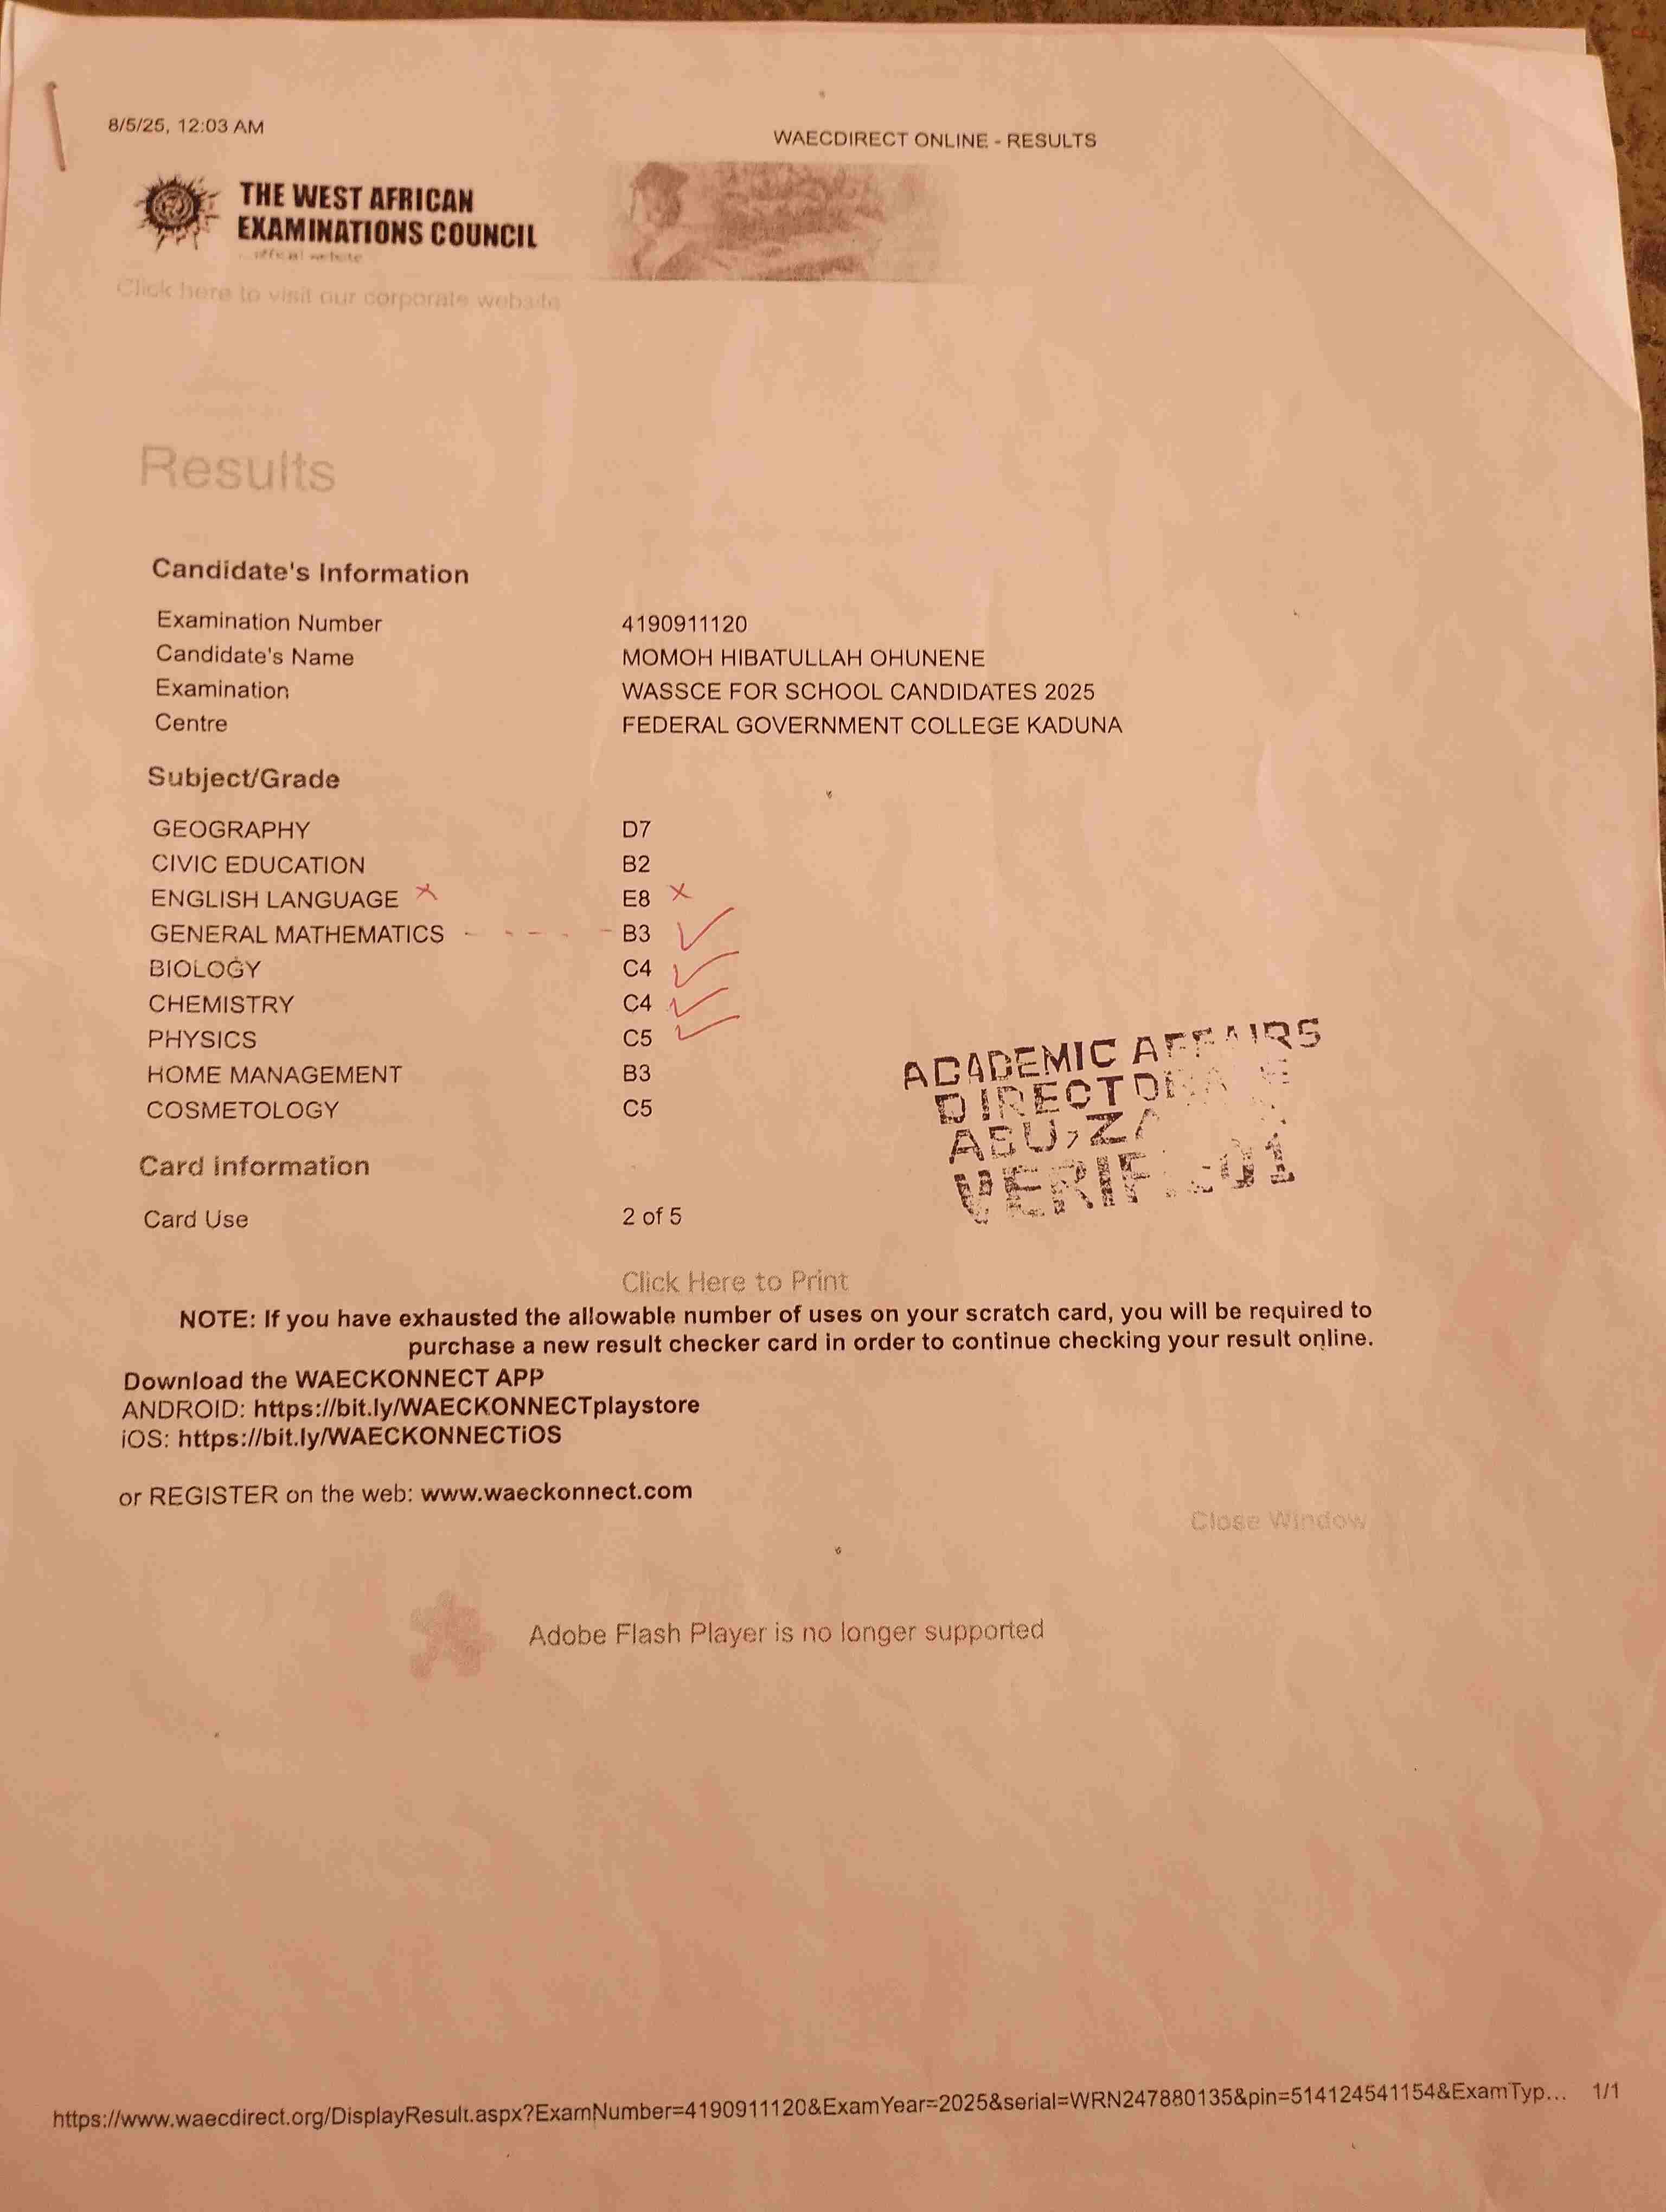 8/5/25, 12:03 AM
WAECDIRECT ONLINE - RESULTS
THE WEST AFRICAN
EXAMINATIONS COUNCIL
...official website
Click here to visit our corporate website
Results
Candidate's Information
Examination Number 4190911120
Candidate's Name MOMOH HIBATULLAH OHUNENE
Examination WASSCE FOR SCHOOL CANDIDATES 2025
Centre FEDERAL GOVERNMENT COLLEGE KADUNA
Subject/Grade
GEOGRAPHY D7
CIVIC EDUCATION B2
ENGLISH LANGUAGE E8
GENERAL MATHEMATICS B3
BIOLOGY C4
CHEMISTRY C4
PHYSICS C5
HOME MANAGEMENT B3
COSMETOLOGY C5
ACADEMIC AFFAIRS
DIRECTORATE
ABU, 
Card Information
Card Use 2 of 5
Click Here to Print
NOTE: If you have exhausted the allowable number of uses on your scratch card, you will be required to
purchase a new result checker card in order to continue checking your result online.
Download the WAECKONNECT APP
ANDROID: https://bit.ly/WAECKONNECTplaystore
iOS: https://bit.ly/WAECKONNECTiOS
or REGISTER on the web: www.waeckonnect.com
Close Window
Adobe Flash Player is no longer supported
https://www.waecdirect.org/DisplayResult.aspx?ExamNumber=4190911120&ExamYear=2025&serial=WRN247880135&pin=514124541154&ExamTyp... 1/1